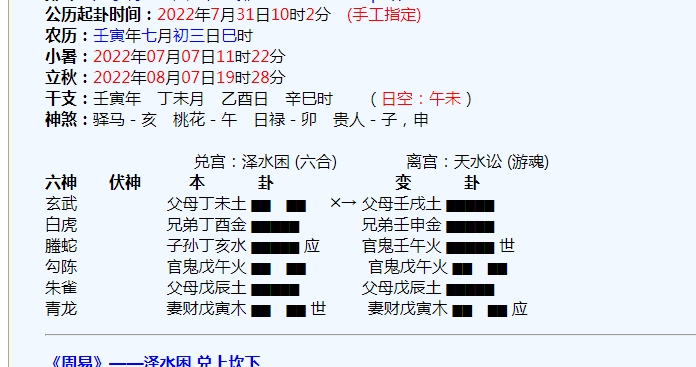 公历起卦时间：2022年7月31日10时2分 (手工指定)
农历：壬寅年七月初三日巳时
小暑：2022年07月07日11时22分
立秋：2022年08月07日19时28分
干支：壬寅年 丁未月 乙酉日 辛巳时 （日空：午未）
神煞：驿马－亥 桃花－午 日禄－卯 贵人－子，申
兑宫：泽水困 (六合) 离宫：天水讼 (游魂)
六神 伏神 本 卦 变 卦
玄武 父母丁未土 ×→ 父母壬戌土
白虎 兄弟丁酉金 兄弟壬申金
螣蛇 子孙丁亥水 应 官鬼壬午火 世
勾陈 官鬼戊午火 官鬼戊午火
朱雀 父母戊辰土 父母戊辰土
青龙 妻财戊寅木 世 妻财戊寅木 应
《周易》——泽水困 兑上坎下